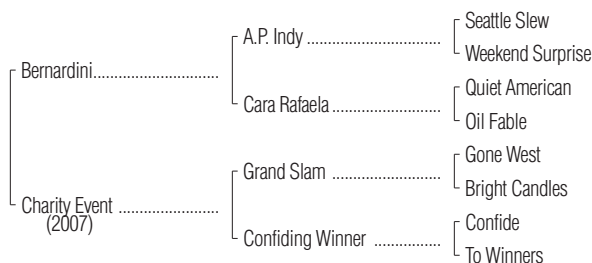 Seattle Slew
A.P. Indy ..................................
Weekend Surprise
Bernardini................................
Quiet American
Cara Rafaela ............................
Oil Fable
Gone West
Grand Slam ............................
Bright Candles
Charity Event ..........................
(2007)
Confide
Confiding Winner .................
To Winners